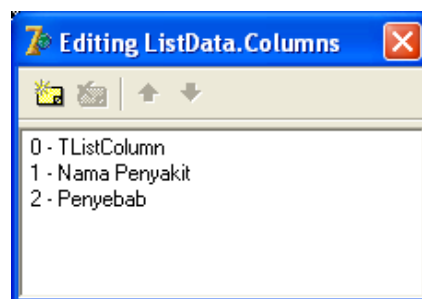 Editing ListData.Columns
0 - TListColumn
1 - Nama Penyakit
2 - Penyebab